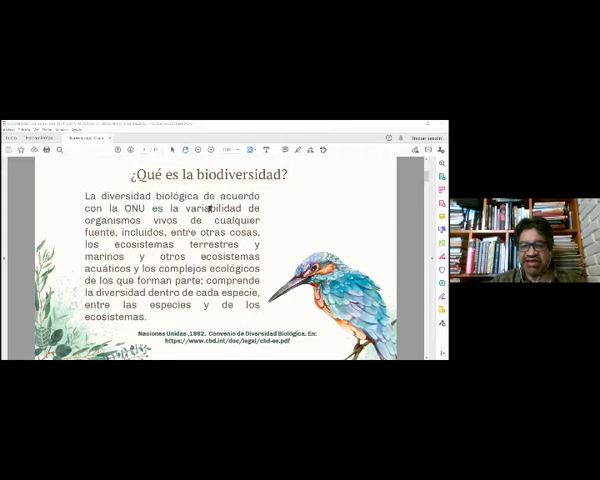 Inicio
Herramientas
Iniciar sesión
¿Qué es la biodiversidad?
La diversidad biológica de acuerdo
con la ONU es la variabilidad de
organismos vivos de cualquier
fuente, incluidos, entre otras cosas,
los ecosistemas terrestres y
marinos y otros ecosistemas
acuáticos y los complejos ecológicos
de los que forman parte; comprende
la diversidad dentro de cada especie,
entre las especies y de los
ecosistemas.
Naciones Unidas ,1992. Convenio de Diversidad Biológica. En:
https://www.cbd.int/doc/legal/cbd-es.pdf